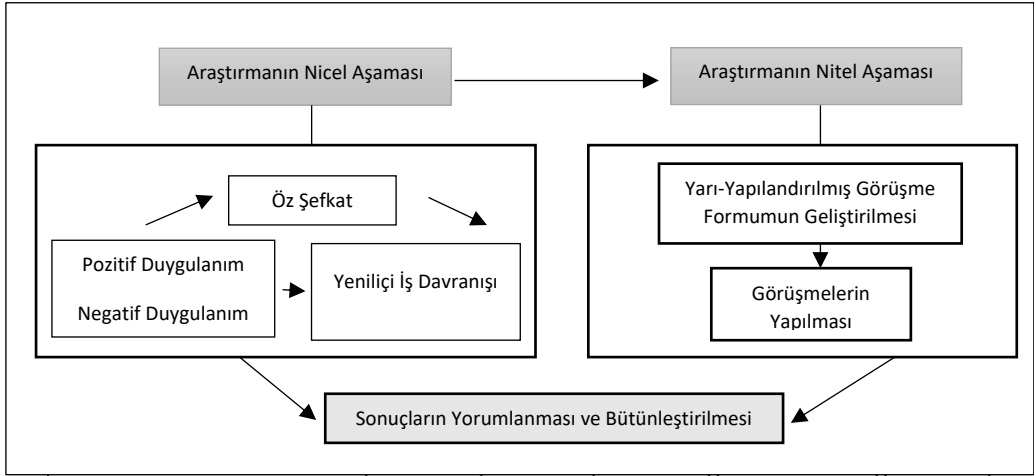 Araştırmanın Nicel Aşaması
Araştırmanın Nitel Aşaması
Öz Şefkat
Pozitif Duygulanım
Negatif Duygulanım
Yeniliçi İş Davranışı
Yarı-Yapılandırılmış Görüşme
Formumun Geliştirilmesi
Görüşmelerin
Yapılması
Sonuçların Yorumlanması ve Bütünleştirilmesi